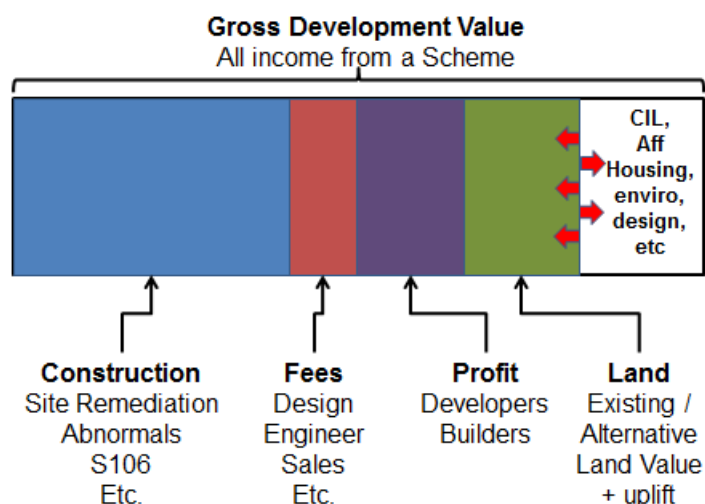 Gross Development Value
All income from a Scheme
CIL,
Aff
Housing,
enviro,
design,
etc
Construction
Site Remediation
Abnormals
S106
Etc.
Fees
Design
Engineer
Sales
Etc.
Profit
Developers
Builders
Land
Existing /
Alternative
Land Value
+ uplift